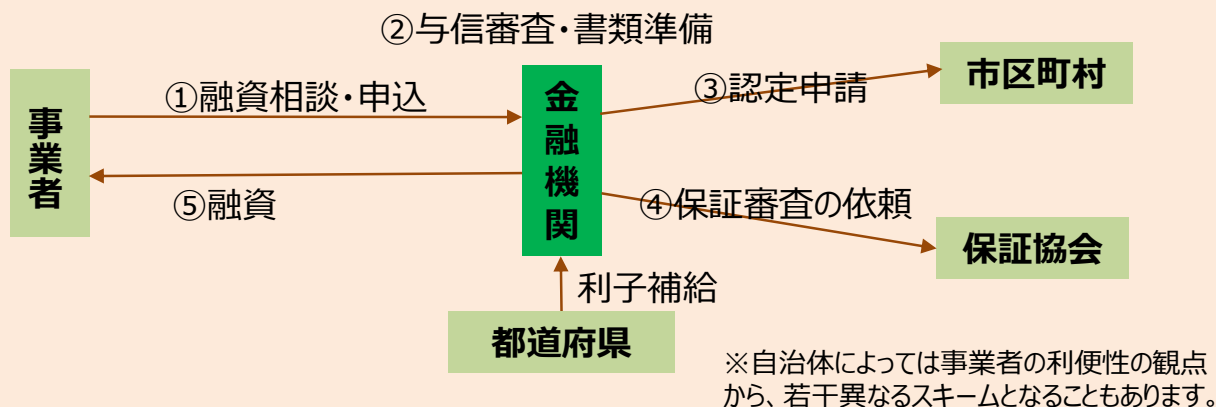 ②与信審査・書類準備
事業者
①融資相談・申込
金融機関
③認定申請
市区町村
⑤融資
④保証審査の依頼
保証協会
利子補給
都道府県
※自治体によっては事業者の利便性の観点
から、若干異なるスキームとなることもあります。